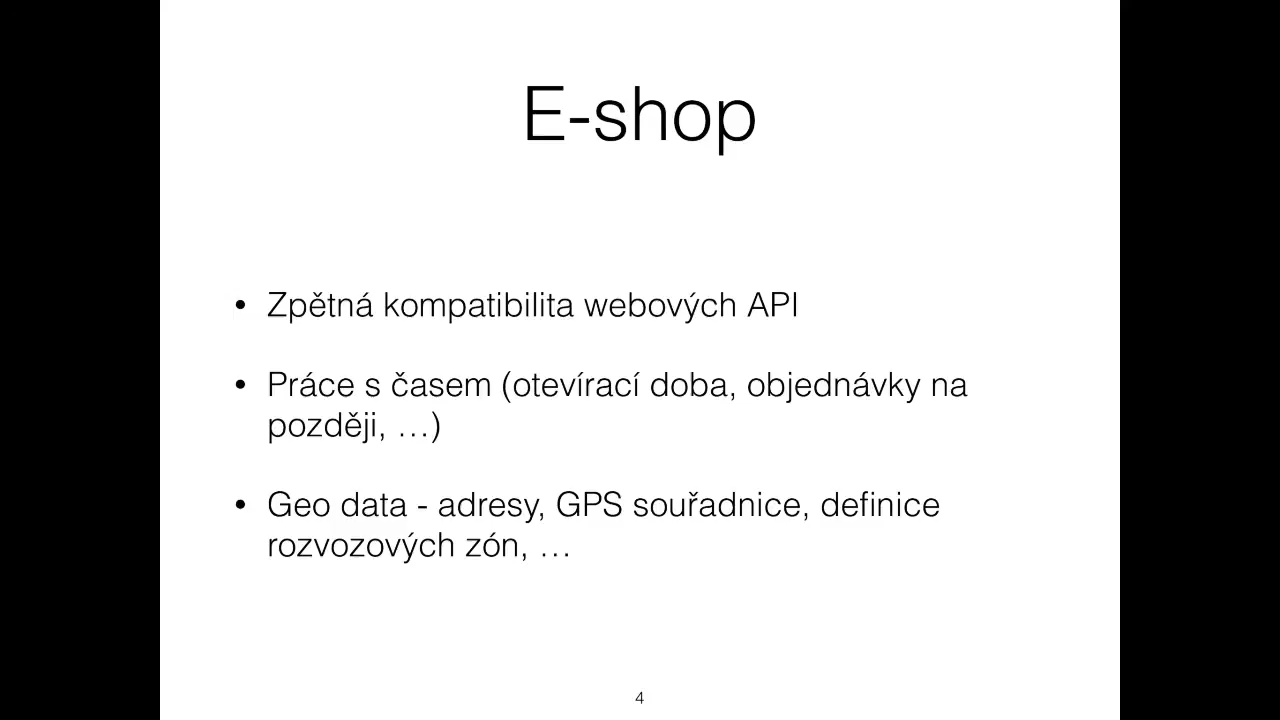 E-shop
• Zpětná kompatibilita webových API
• Práce s časem (otevírací doba, objednávky na
později, …)
• Geo data - adresy, GPS souřadnice, definice
rozvozových zón, …
4